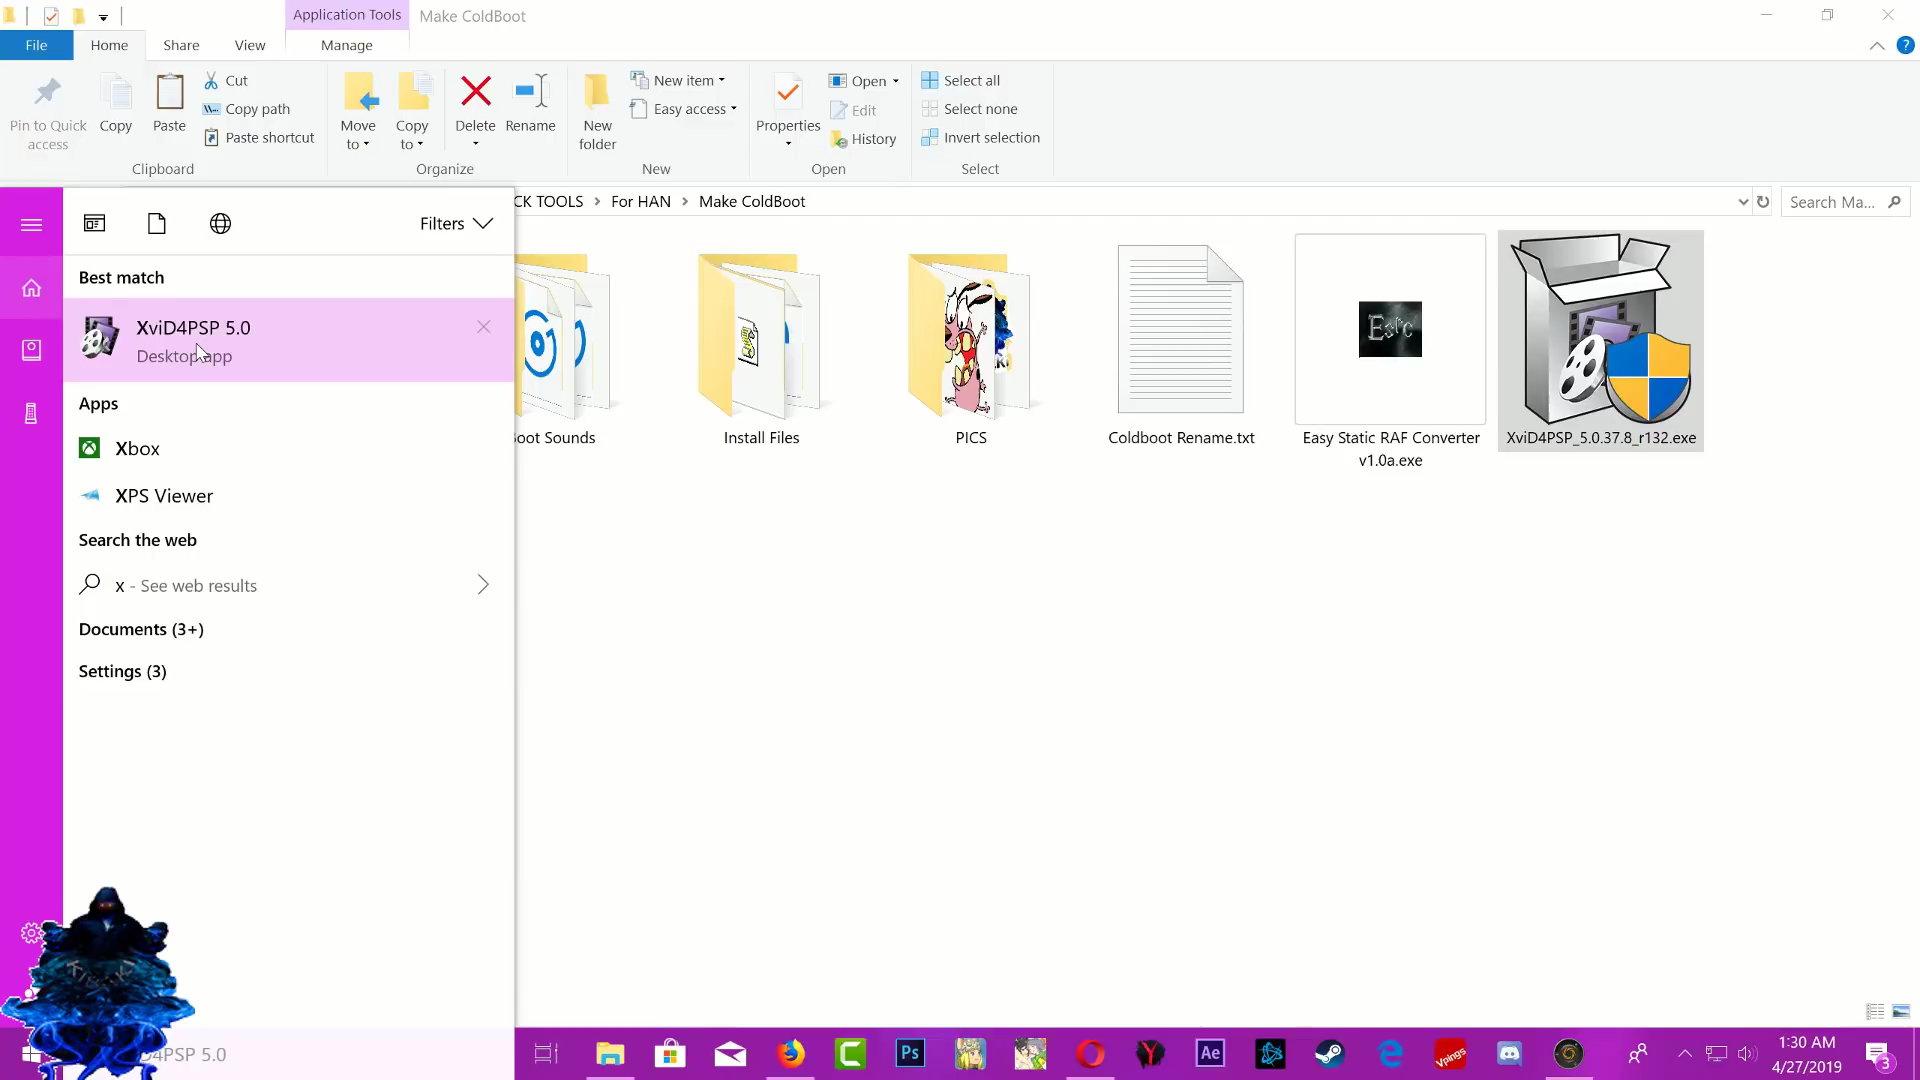 Application Tools
Make ColdBoot
File
Home
Share
View
Manage
Pin to Quick
access
Copy
Paste
Cut
Copy path
Paste shortcut
Clipboard
Move
to
Copy
to
Delete
Rename
Organize
New
folder
New item
Easy access
New
Properties
Open
Edit
History
Open
Select all
Select none
Invert selection
Select
CK TOOLS
For HAN
Make ColdBoot
Search Ma...
Filters
Best match
XviD4PSP 5.0
Desktop app
Apps
Xbox
XPS Viewer
Search the web
x - See web results
Documents (3+)
Settings (3)
oot Sounds
Install Files
PICS
Coldboot Rename.txt
Esrc
Easy Static RAF Converter
v1.0a.exe
XviD4PSP_5.0.37.8_r132.exe
D4PSP 5.0
Ps
Ae
Vpings
1:30 AM
4/27/2019
3